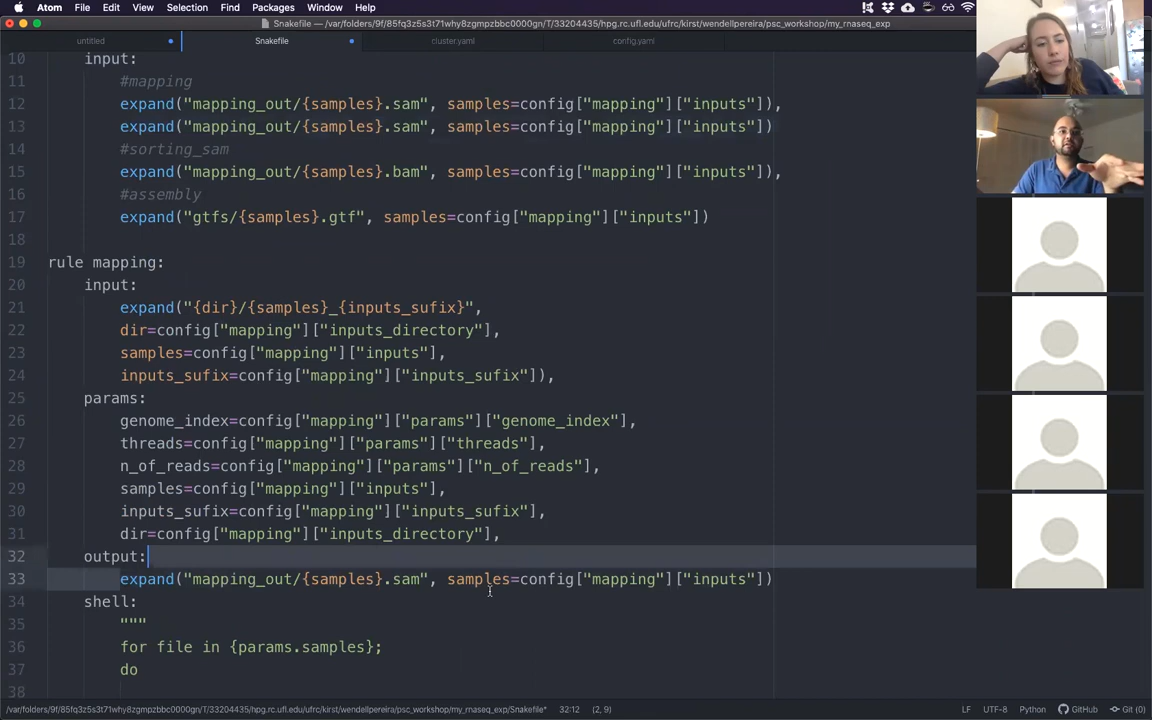 Atom File Edit View Selection Find Packages Window Help
Snakefile — /var/folders/9f/85fq3z5s3t71why8zgmpzbbc0000gn/T/33204435/hpg.rc.ufl.edu/ufrc/kirst/wendellpereira/psc_workshop/my_rnaseq_exp
untitled Snakefile cluster.yaml config.yaml
10 input:
11 #mapping
12 expand("mapping_out/{samples}.sam", samples=config["mapping"]["inputs"]),
13 expand("mapping_out/{samples}.sam", samples=config["mapping"]["inputs"])
14 #sorting_sam
15 expand("mapping_out/{samples}.bam", samples=config["mapping"]["inputs"]),
16 #assembly
17 expand("gtfs/{samples}.gtf", samples=config["mapping"]["inputs"])
18
19 rule mapping:
20 input:
21 expand("{dir}/{samples}_{inputs_sufix}",
22 dir=config["mapping"]["inputs_directory"],
23 samples=config["mapping"]["inputs"],
24 inputs_sufix=config["mapping"]["inputs_sufix"]),
25 params:
26 genome_index=config["mapping"]["params"]["genome_index"],
27 threads=config["mapping"]["params"]["threads"],
28 n_of_reads=config["mapping"]["params"]["n_of_reads"],
29 samples=config["mapping"]["inputs"],
30 inputs_sufix=config["mapping"]["inputs_sufix"],
31 dir=config["mapping"]["inputs_directory"],
32 output:
33 expand("mapping_out/{samples}.sam", samples=config["mapping"]["inputs"])
34 shell:
35 """
36 for file in {params.samples};
37 do
38
/var/folders/9f/85fq3z5s3t71why8zgmpzbbc0000gn/T/33204435/hpg.rc.ufl.edu/ufrc/kirst/wendellpereira/psc_workshop/my_rnaseq_exp/Snakefile* 32:12 (2, 9) LF UTF-8 Python GitHub Git (0)